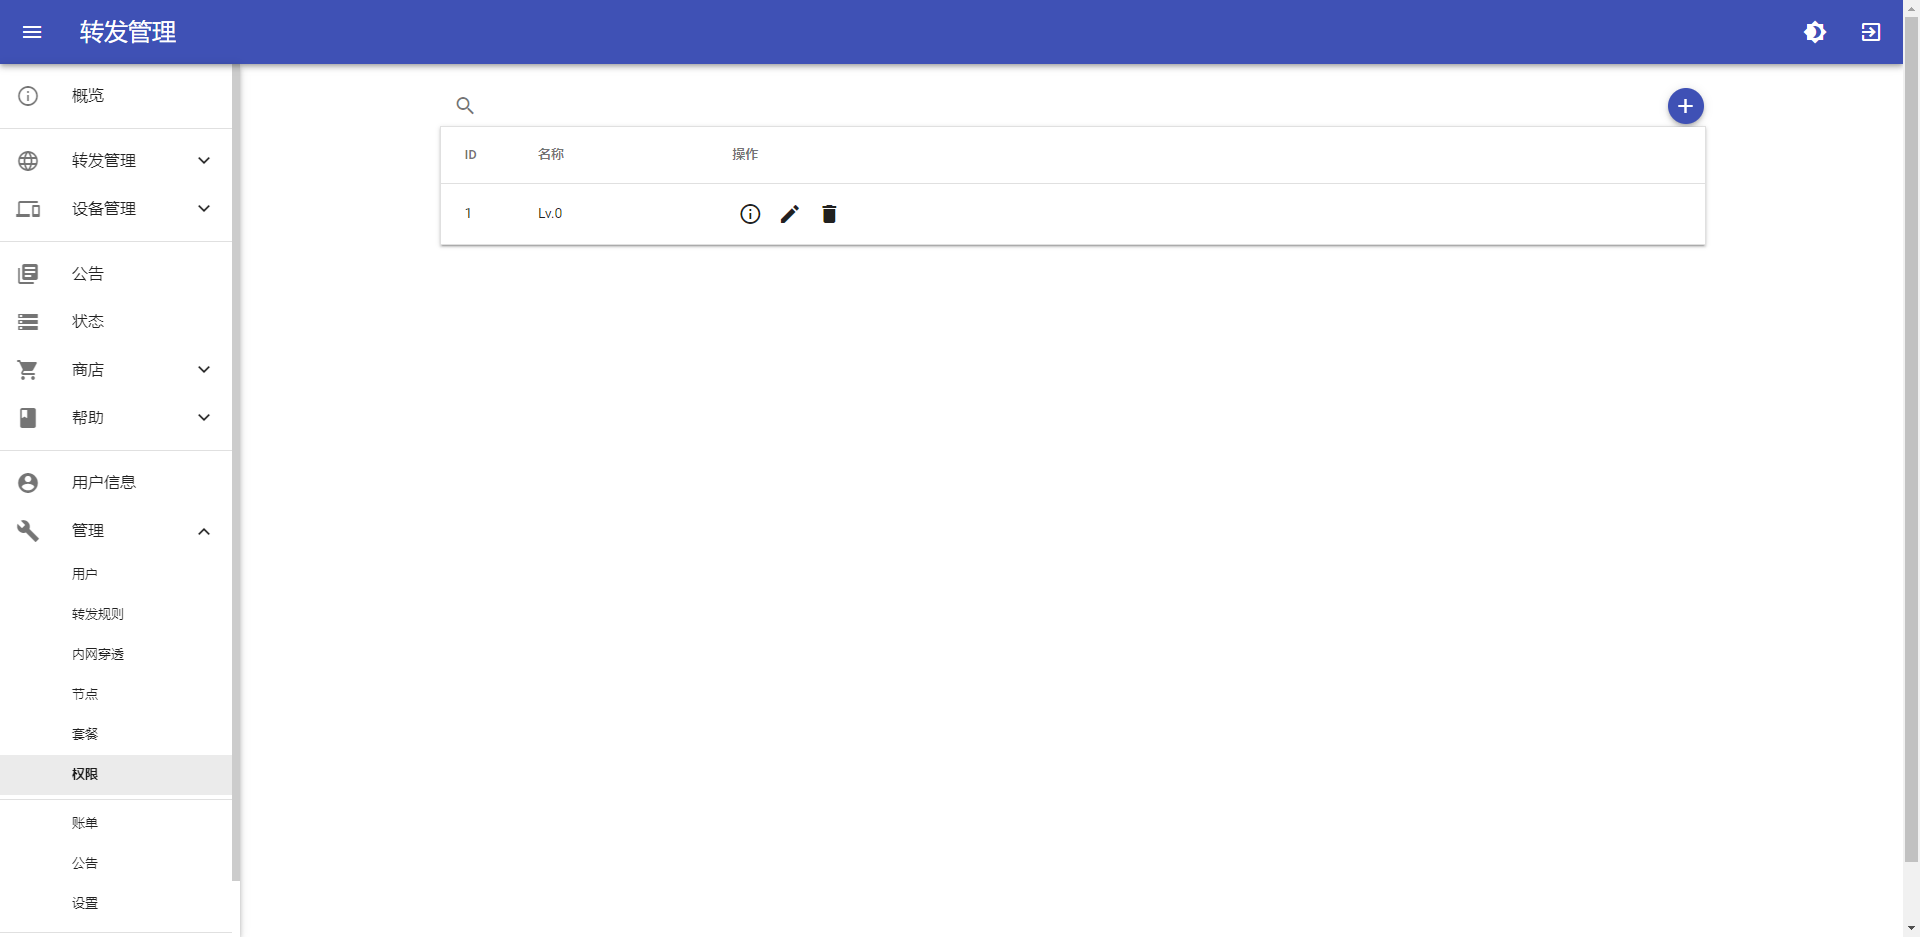 转发管理
概览
转发管理
设备管理
公告
状态
商店
帮助
用户信息
管理
用户
转发规则
内网穿透
节点
套餐
权限
账单
公告
设置
ID 名称 操作
1 Lv.0